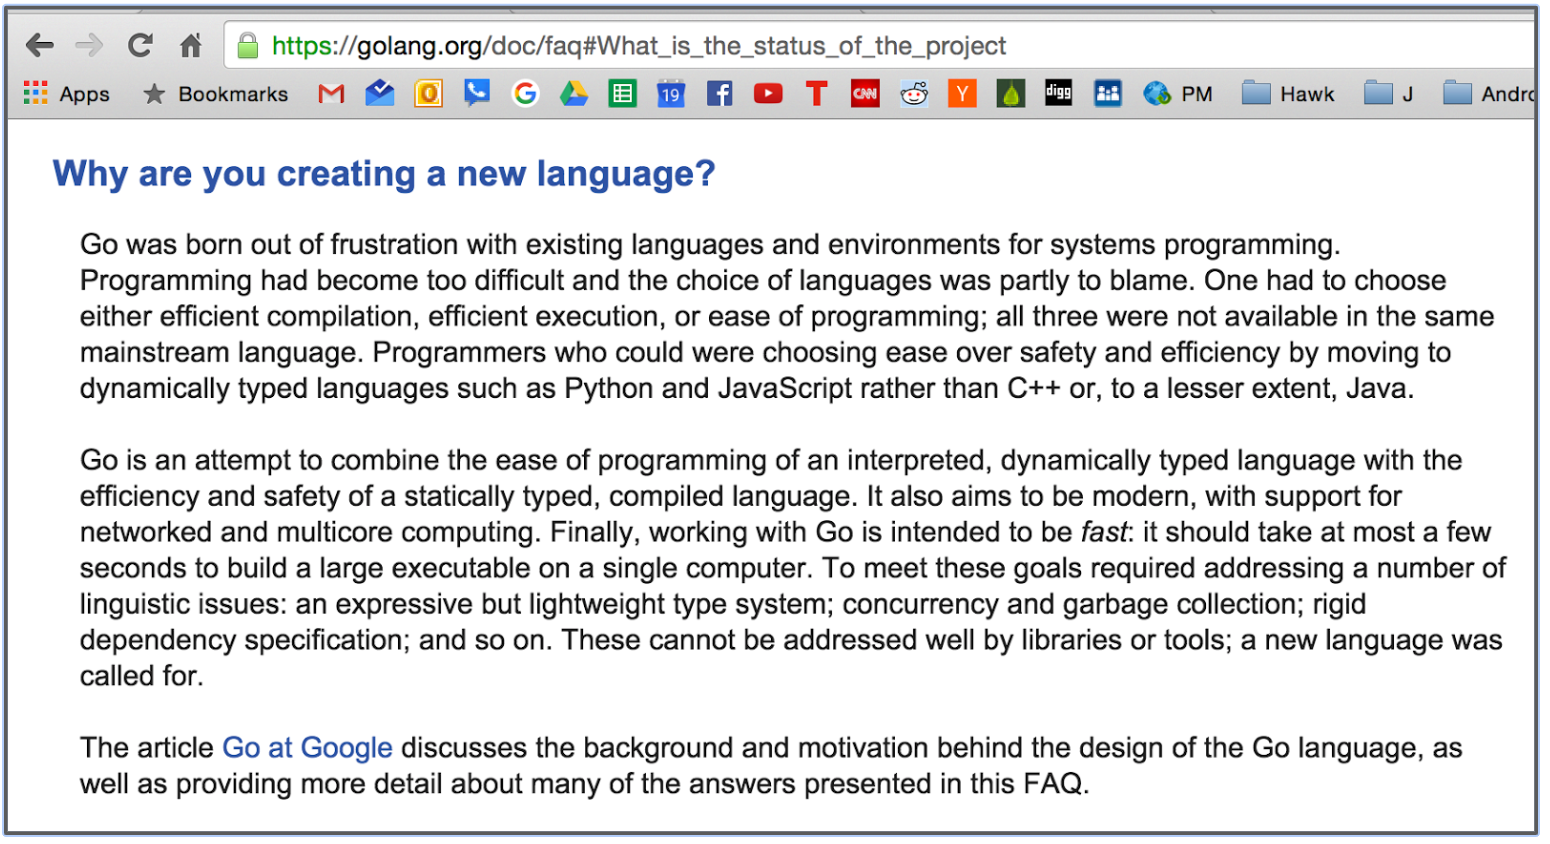 https://golang.org/doc/faq#What_is_the_status_of_the_project
Apps Bookmarks 19 CNN Y digg PM Hawk J Andro
Why are you creating a new language?
Go was born out of frustration with existing languages and environments for systems programming.
Programming had become too difficult and the choice of languages was partly to blame. One had to choose
either efficient compilation, efficient execution, or ease of programming; all three were not available in the same
mainstream language. Programmers who could were choosing ease over safety and efficiency by moving to
dynamically typed languages such as Python and JavaScript rather than C++ or, to a lesser extent, Java.
Go is an attempt to combine the ease of programming of an interpreted, dynamically typed language with the
efficiency and safety of a statically typed, compiled language. It also aims to be modern, with support for
networked and multicore computing. Finally, working with Go is intended to be fast: it should take at most a few
seconds to build a large executable on a single computer. To meet these goals required addressing a number of
linguistic issues: an expressive but lightweight type system; concurrency and garbage collection; rigid
dependency specification; and so on. These cannot be addressed well by libraries or tools; a new language was
called for.
The article Go at Google discusses the background and motivation behind the design of the Go language, as
well as providing more detail about many of the answers presented in this FAQ.